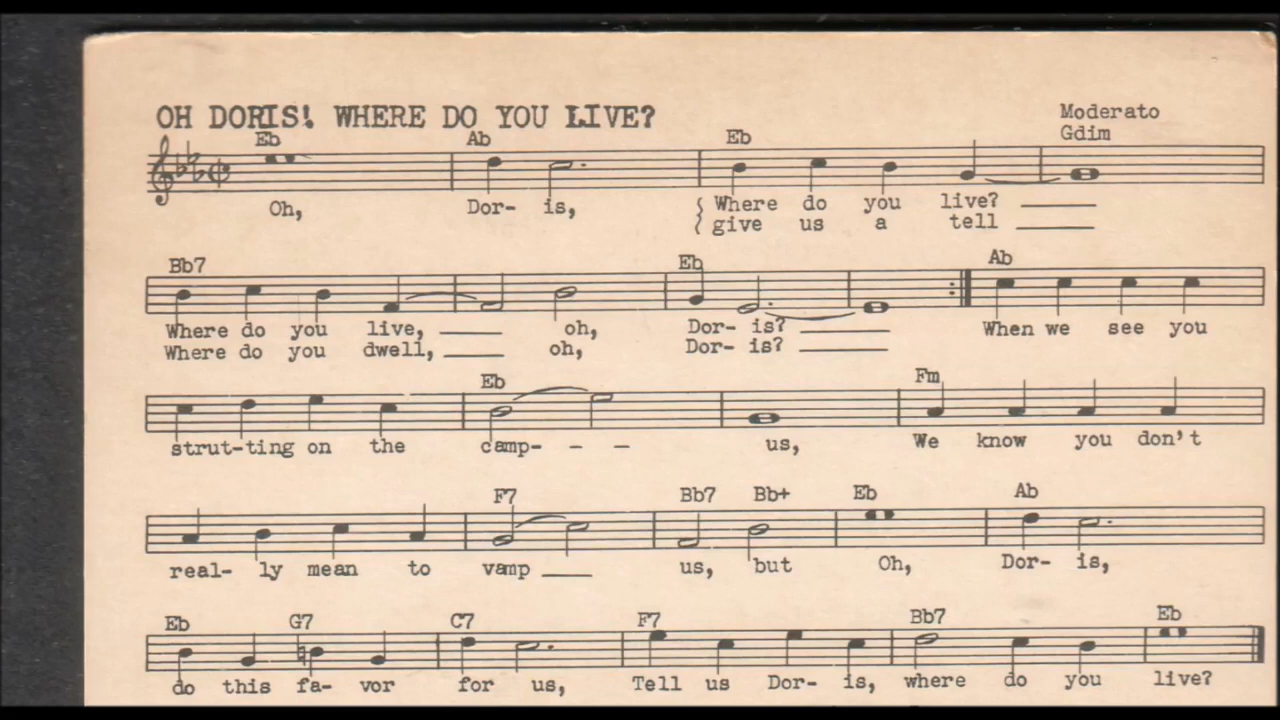 OH DORIS! WHERE DO YOU LIVE?
Moderato
Eb Ab Eb Gdim
Oh, Dor- is, Where do you live?
give us a tell
Bb7 Eb Ab
Where do you live, oh, Dor- is? When we see you
Where do you dwell, oh, Dor- is?
Eb Fm
strut-ting on the camp- - - us, We know you don't
F7 Bb7 Bb+ Eb Ab
real- ly mean to vamp us, but Oh, Dor- is,
Eb G7 C7 F7 Bb7 Eb
do this fa- vor for us, Tell us Dor- is, where do you live?